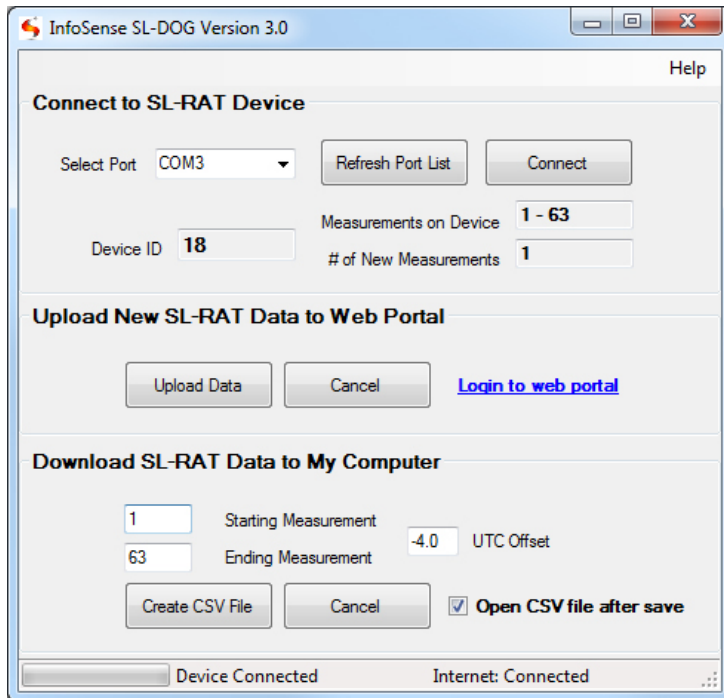 InfoSense SL-DOG Version 3.0
Help
Connect to SL-RAT Device
Select Port COM3 Refresh Port List Connect
Measurements on Device 1 - 63
Device ID 18
# of New Measurements 1
Upload New SL-RAT Data to Web Portal
Upload Data Cancel Login to web portal
Download SL-RAT Data to My Computer
1 Starting Measurement
-4.0 UTC Offset
63 Ending Measurement
Create CSV File Cancel Open CSV file after save
Device Connected Internet: Connected